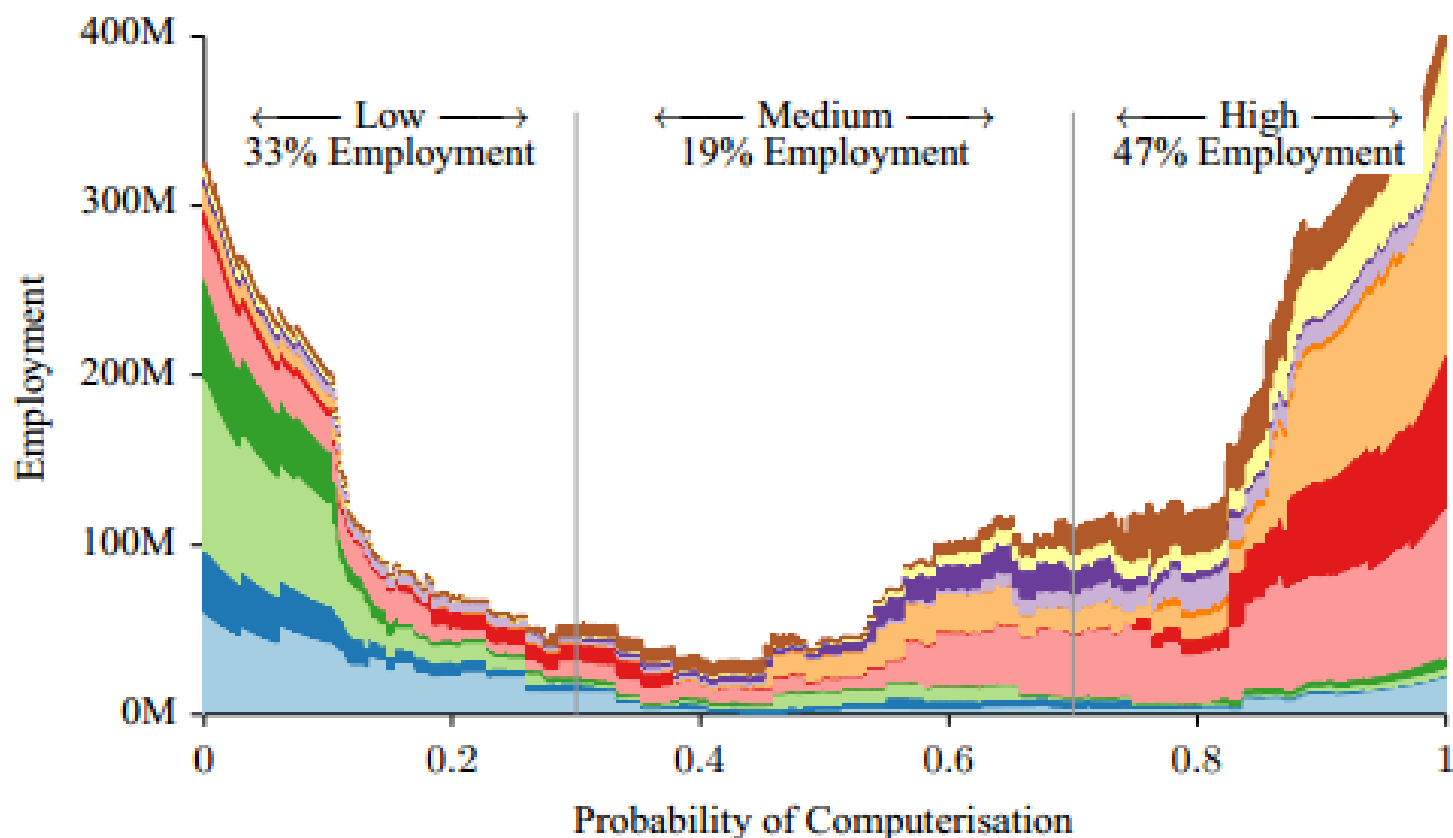 400M
← Low →
33% Employment
← Medium →
19% Employment
← High →
47% Employment
300M
200M
100M
0M
Employment
0 0.2 0.4 0.6 0.8 1
Probability of Computerisation